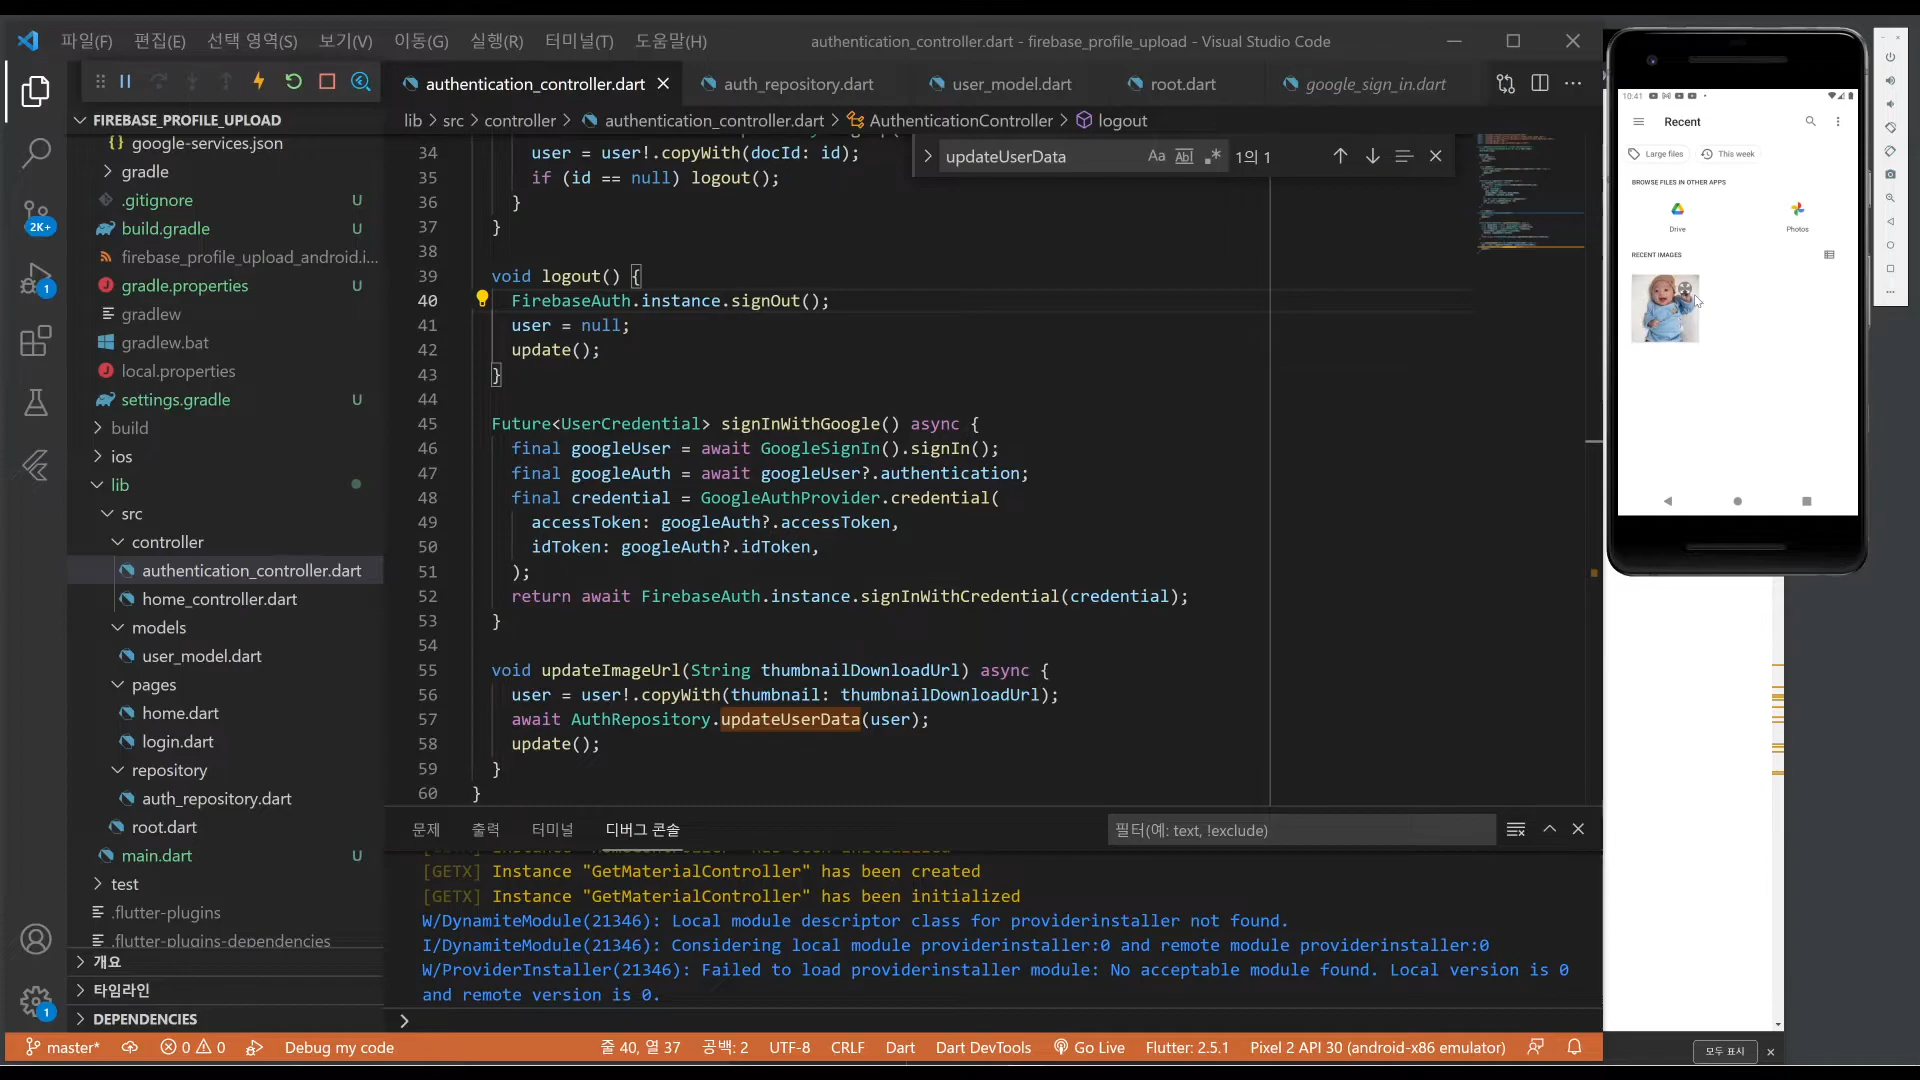 파일(F) 편집(E) 선택 영역(S) 보기(V) 이동(G) 실행(R) 터미널(T) 도움말(H) authentication_controller.dart - firebase_profile_upload - Visual Studio Code
authentication_controller.dart auth_repository.dart user_model.dart root.dart google_sign_in.dart
lib > src > controller > authentication_controller.dart > AuthenticationController > logout
updateUserData Aa Abl 1의 1
FIREBASE_PROFILE_UPLOAD
{} google-services.json
gradle
.gitignore U
build.gradle U
firebase_profile_upload_android.i...
gradle.properties U
gradlew
gradlew.bat
local.properties
settings.gradle U
build
ios
lib
src
controller
authentication_controller.dart
home_controller.dart
models
user_model.dart
pages
home.dart
login.dart
repository
auth_repository.dart
root.dart
main.dart U
test
.flutter-plugins
.flutter-plugins-dependencies
개요
타임라인
DEPENDENCIES
2K+
1
1
34 user = user!.copyWith(docId: id);
35 if (id == null) logout();
36 }
37 }
38
39 void logout() {
40 FirebaseAuth.instance.signOut();
41 user = null;
42 update();
43 }
44
45 Future<UserCredential> signInWithGoogle() async {
46 final googleUser = await GoogleSignIn().signIn();
47 final googleAuth = await googleUser?.authentication;
48 final credential = GoogleAuthProvider.credential(
49 accessToken: googleAuth?.accessToken,
50 idToken: googleAuth?.idToken,
51 );
52 return await FirebaseAuth.instance.signInWithCredential(credential);
53 }
54
55 void updateImageUrl(String thumbnailDownloadUrl) async {
56 user = user!.copyWith(thumbnail: thumbnailDownloadUrl);
57 await AuthRepository.updateUserData(user);
58 update();
59 }
60 }
문제 출력 터미널 디버그 콘솔 필터(예: text, !exclude)
[GETX] Instance "GetMaterialController" has been created
[GETX] Instance "GetMaterialController" has been initialized
W/DynamiteModule(21346): Local module descriptor class for providerinstaller not found.
I/DynamiteModule(21346): Considering local module providerinstaller:0 and remote module providerinstaller:0
W/ProviderInstaller(21346): Failed to load providerinstaller module: No acceptable module found. Local version is 0
and remote version is 0.
master* 0 0 Debug my code 줄 40, 열 37 공백: 2 UTF-8 CRLF Dart Dart DevTools Go Live Flutter: 2.5.1 Pixel 2 API 30 (android-x86 emulator)
10:41
Recent
Large files This week
BROWSE FILES IN OTHER APPS
Drive Photos
RECENT IMAGES
모두 표시